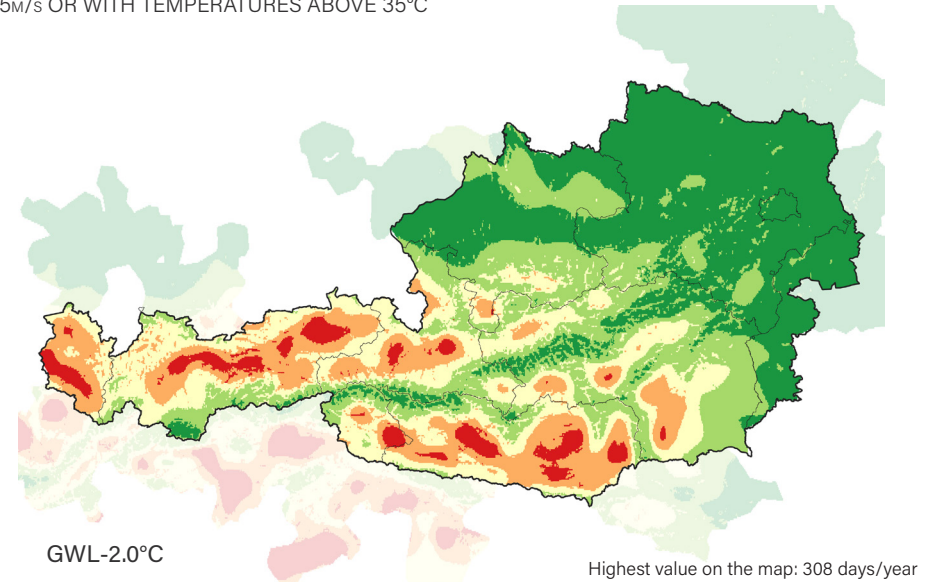 5M/S OR WITH TEMPERATURES ABOVE 35°C
GWL-2.0°C
Highest value on the map: 308 days/year